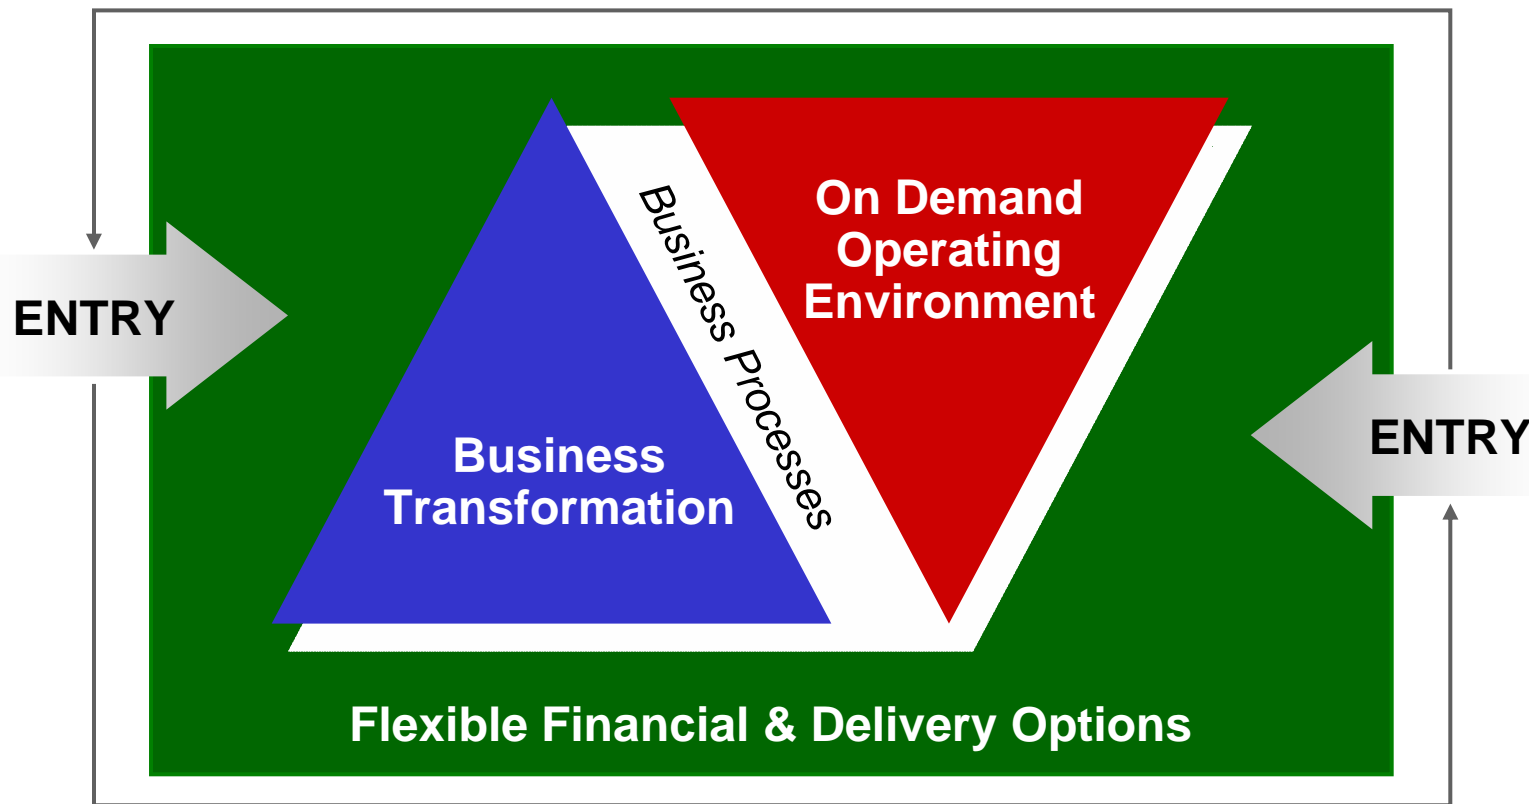 On Demand
Operating
Environment
Business Processes
ENTRY
ENTRY
Business
Transformation
Flexible Financial & Delivery Options